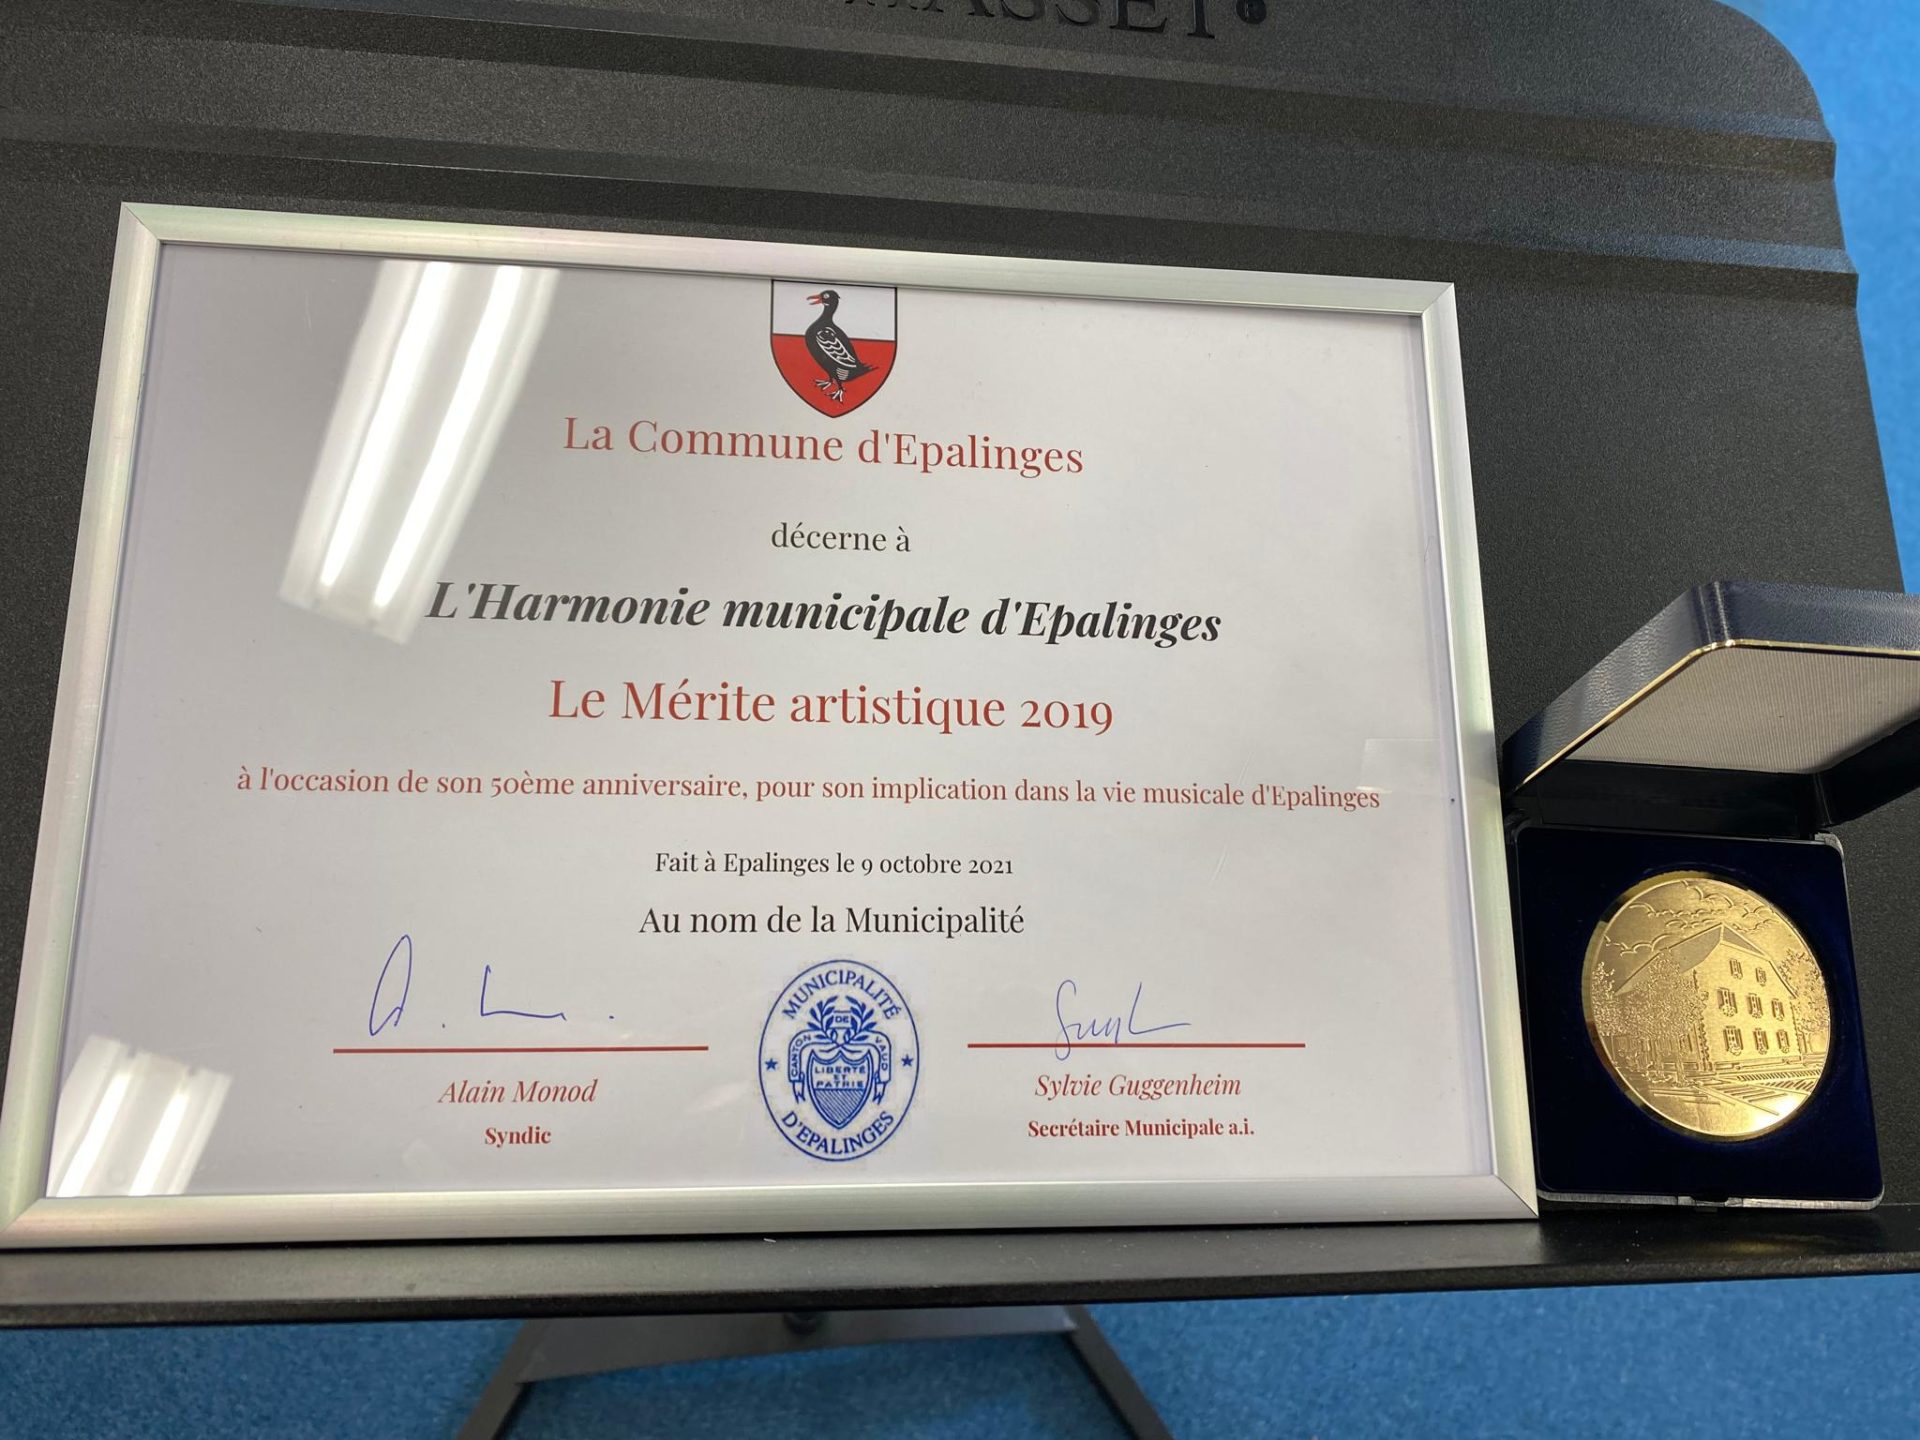 La Commune d'Epalinges
décerne à
L'Harmonie municipale d'Epalinges
Le Mérite artistique 2019
à l'occasion de son 50ème anniversaire, pour son implication dans la vie musicale d'Epalinges
Fait à Epalinges le 9 octobre 2021
Au nom de la Municipalité
Alain Monod
Syndic
MUNICIPALITÉ
DE
CANTON VAUD
LIBERTÉ
ET
PATRIE
D'EPALINGES
Sylvie Guggenheim
Secrétaire Municipale a.i.